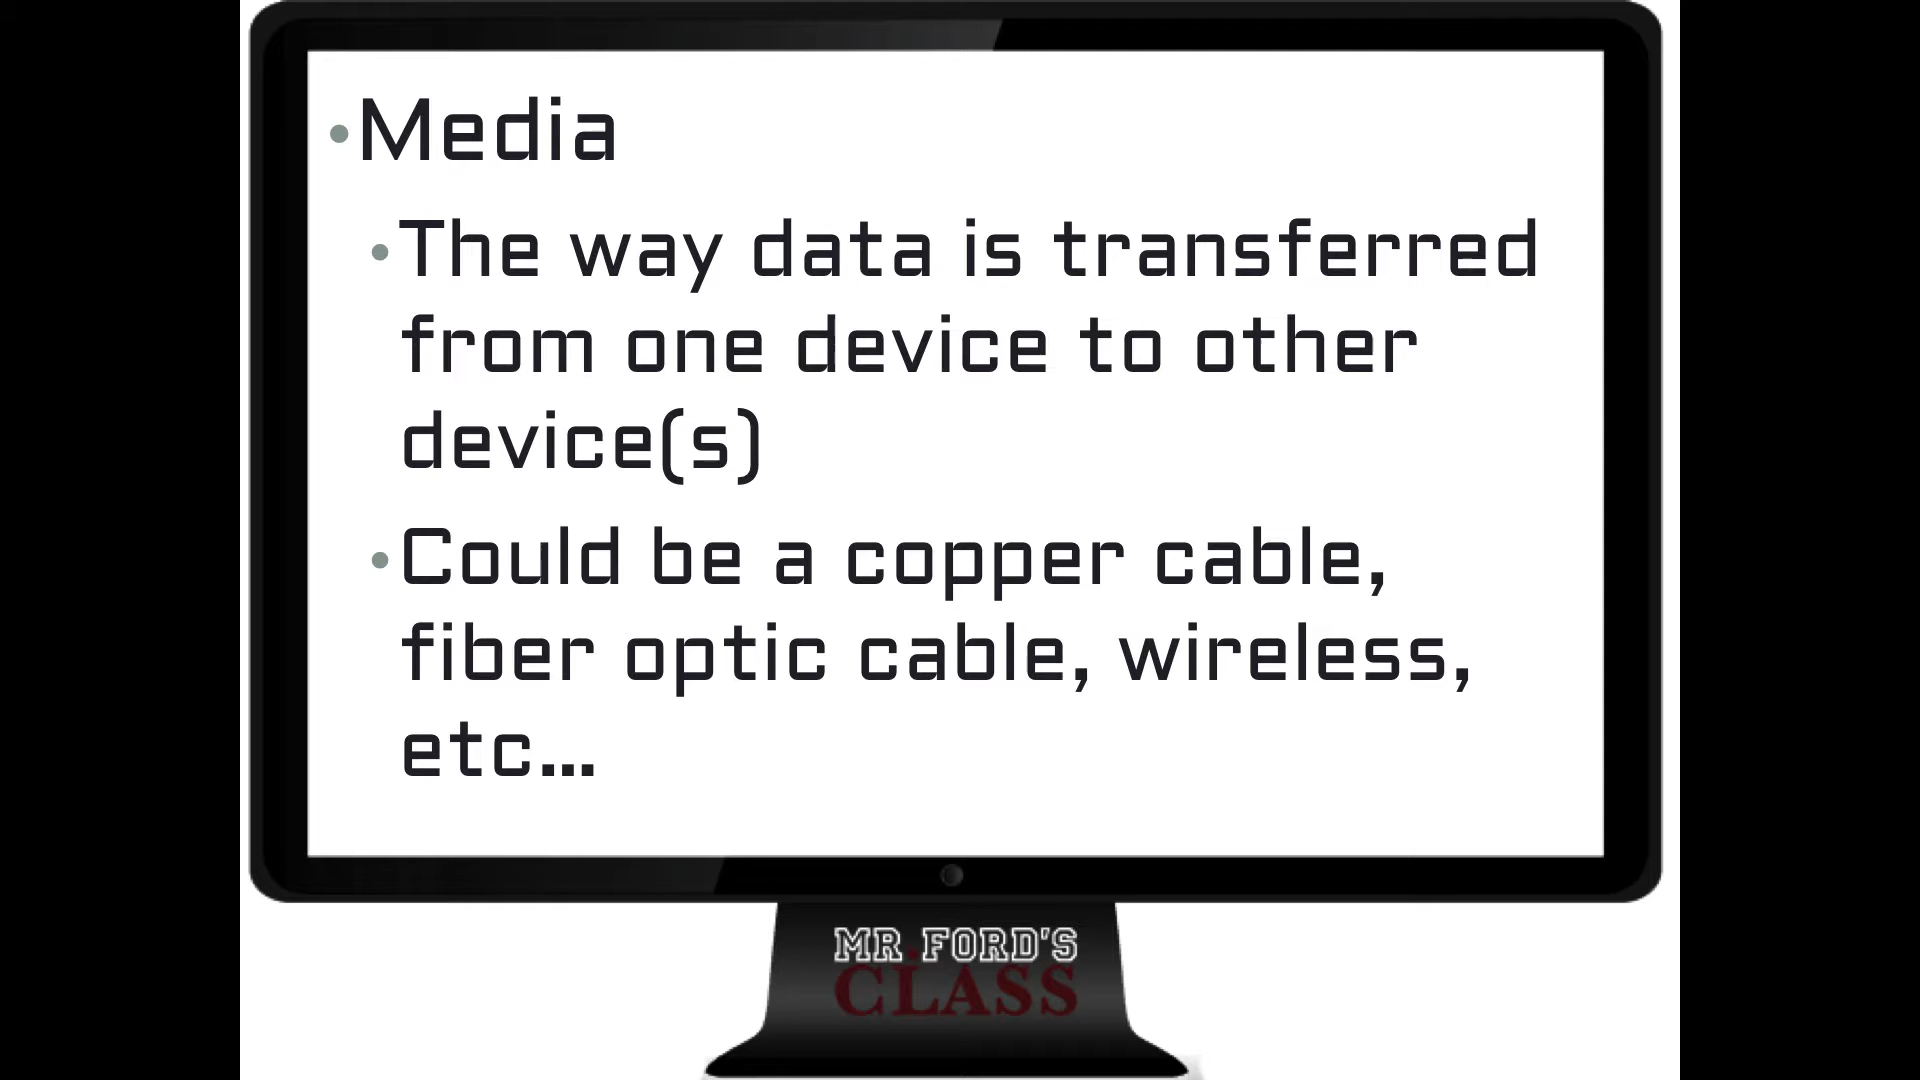 •Media
•The way data is transferred
from one device to other
device(s)
•Could be a copper cable,
fiber optic cable, wireless,
etc...
MR.FORD'S
CLASS